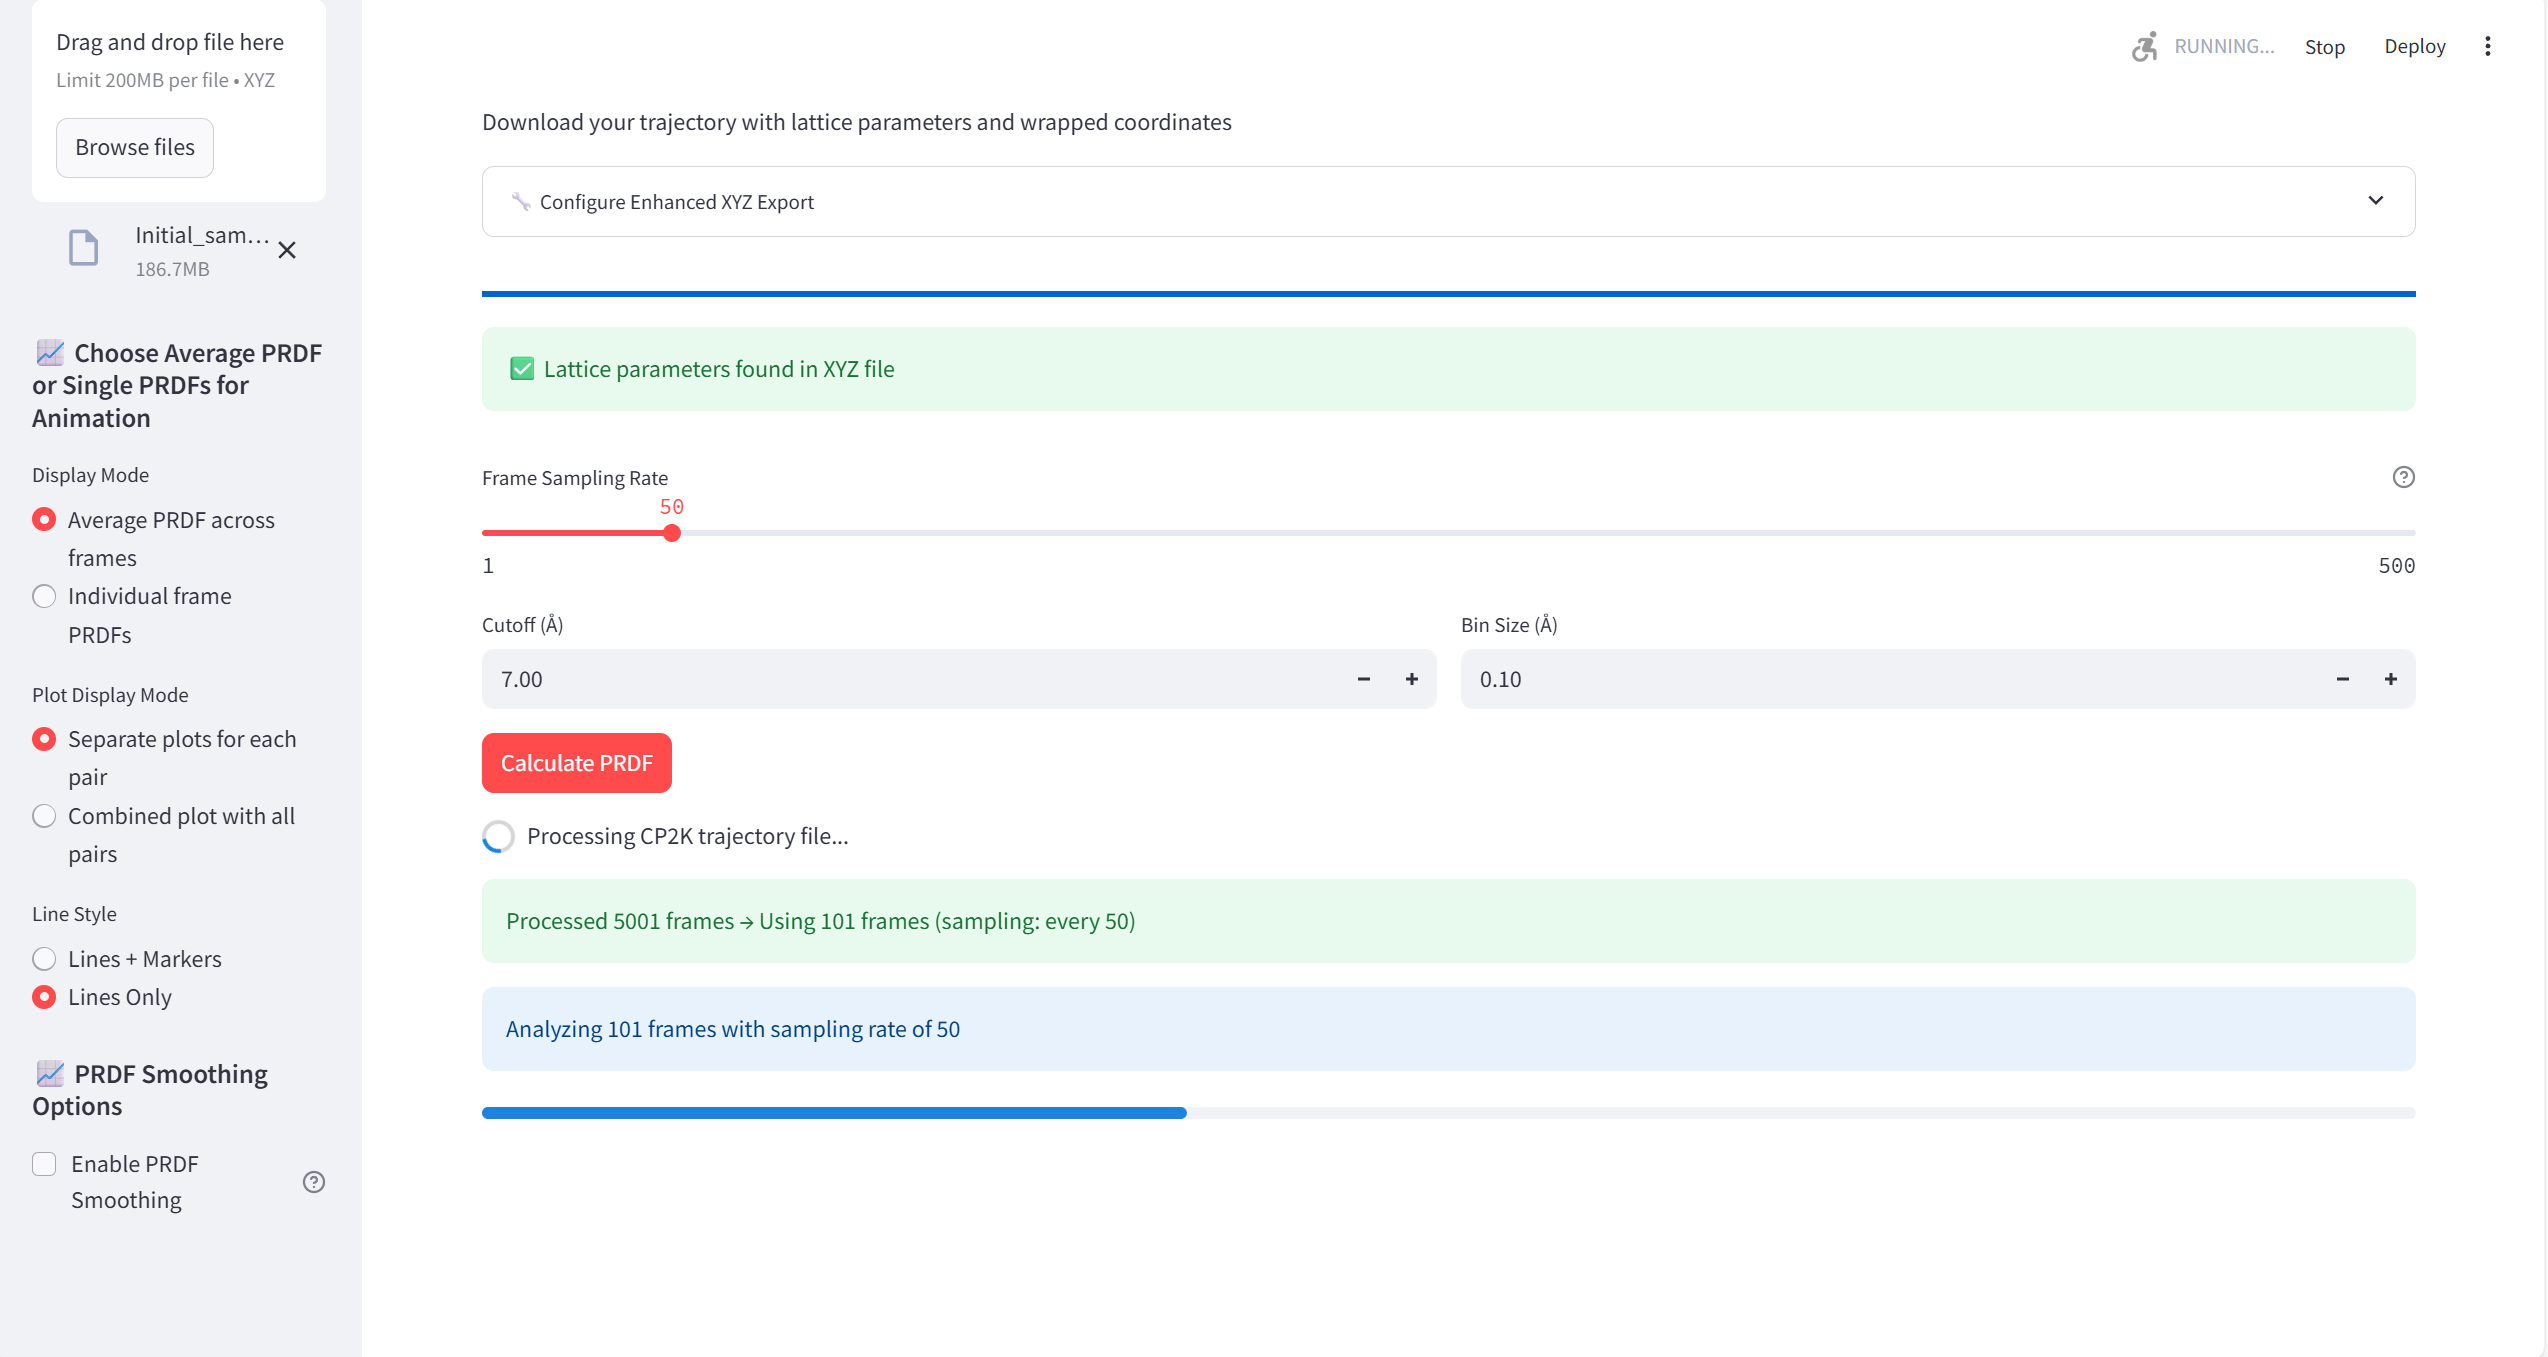 Drag and drop file here
Limit 200MB per file • XYZ
Browse files
Initial_sam...
186.7MB
Choose Average PRDF
or Single PRDFs for
Animation
Display Mode
Average PRDF across
frames
Individual frame
PRDFs
Plot Display Mode
Separate plots for each
pair
Combined plot with all
pairs
Line Style
Lines + Markers
Lines Only
PRDF Smoothing
Options
Enable PRDF
Smoothing
RUNNING... Stop Deploy
Download your trajectory with lattice parameters and wrapped coordinates
Configure Enhanced XYZ Export
Lattice parameters found in XYZ file
Frame Sampling Rate
50
1 500
Cutoff (Å) Bin Size (Å)
7.00 0.10
Calculate PRDF
Processing CP2K trajectory file...
Processed 5001 frames → Using 101 frames (sampling: every 50)
Analyzing 101 frames with sampling rate of 50